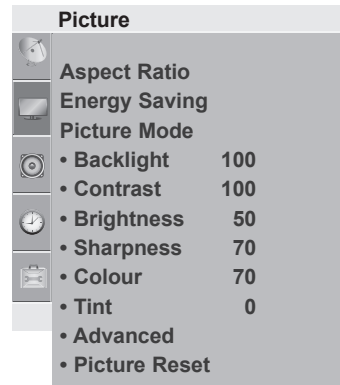 Picture
Aspect Ratio
Energy Saving
Picture Mode
• Backlight 100
• Contrast 100
• Brightness 50
• Sharpness 70
• Colour 70
• Tint 0
• Advanced
• Picture Reset